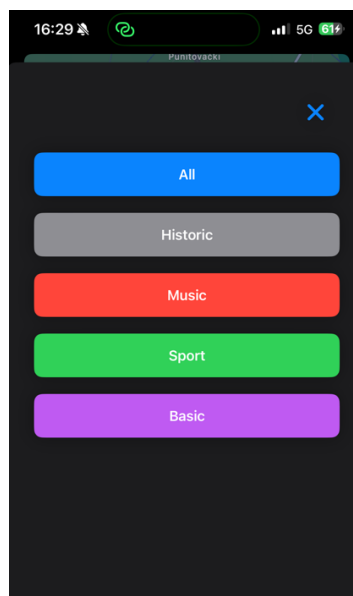 16:29
5G 61
Punitovački
All
Historic
Music
Sport
Basic